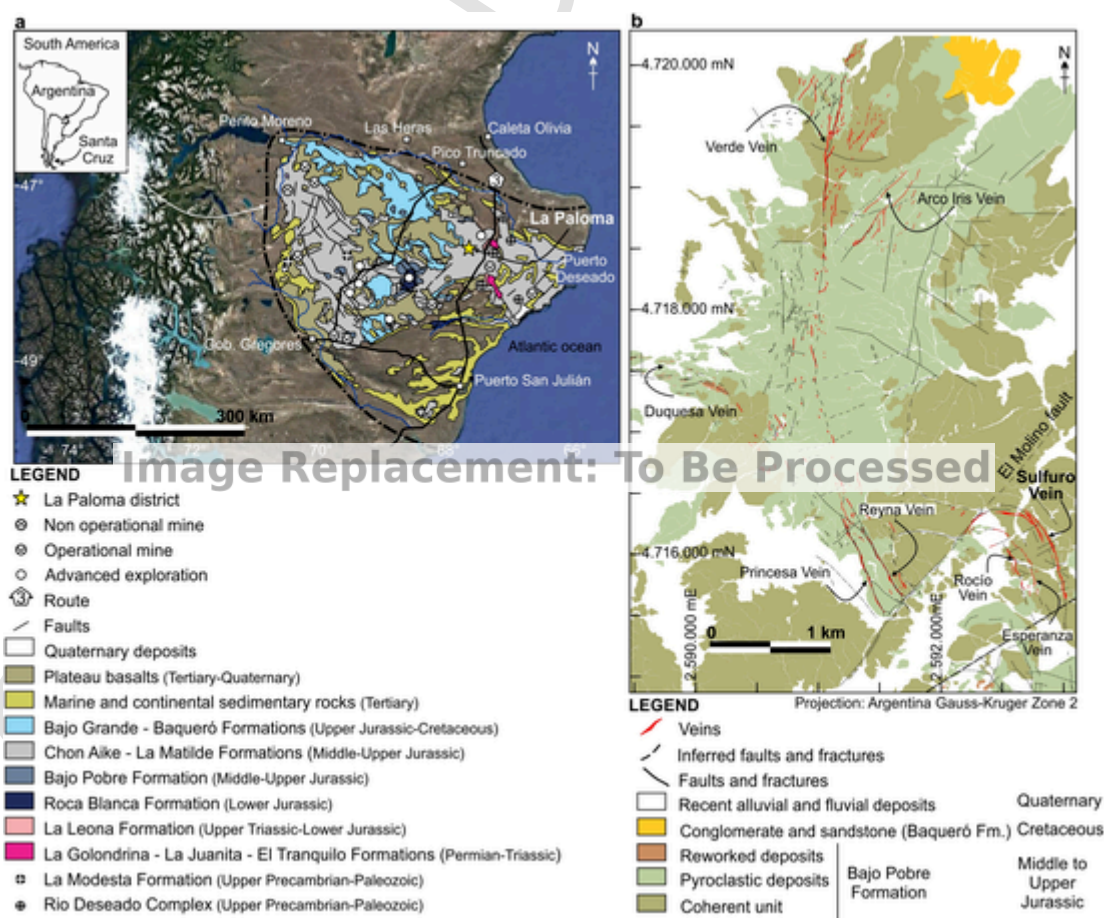 a
South America
Argentina
Santa
Cruz
N
Perito Moreno
Las Heras
Caleta Olivia
Pico Truncado
3
47°
La Paloma
Puerto
Deseado
49°
Gob. Gregores
Atlantic ocean
Puerto San Julián
0
300 km
74°
72°
70°
68°
66°
Image Replacement: To Be Processed
LEGEND
La Paloma district
Non operational mine
Operational mine
Advanced exploration
3
Route
Faults
Quaternary deposits
Plateau basalts (Tertiary-Quaternary)
Marine and continental sedimentary rocks (Tertiary)
Bajo Grande - Baqueró Formations (Upper Jurassic-Cretaceous)
Chon Aike - La Matilde Formations (Middle-Upper Jurassic)
Bajo Pobre Formation (Middle-Upper Jurassic)
Roca Blanca Formation (Lower Jurassic)
La Leona Formation (Upper Triassic-Lower Jurassic)
La Golondrina - La Juanita - El Tranquilo Formations (Permian-Triassic)
La Modesta Formation (Upper Precambrian-Paleozoic)
Rio Deseado Complex (Upper Precambrian-Paleozoic)
b
4.720.000 mN
N
Verde Vein
Arco Iris Vein
4.718.000 mN
Duquesa Vein
El Molino fault
Sulfuro
Vein
Reyna Vein
4.716.000 mN
Princesa Vein
Rocío
Vein
Esperanza
Vein
2.590.000 mE
2.592.000 mE
0
1 km
Projection: Argentina Gauss-Kruger Zone 2
LEGEND
Veins
Inferred faults and fractures
Faults and fractures
Recent alluvial and fluvial deposits
Quaternary
Conglomerate and sandstone (Baqueró Fm.)
Cretaceous
Reworked deposits
Pyroclastic deposits
Coherent unit
Bajo Pobre
Formation
Middle to
Upper
Jurassic